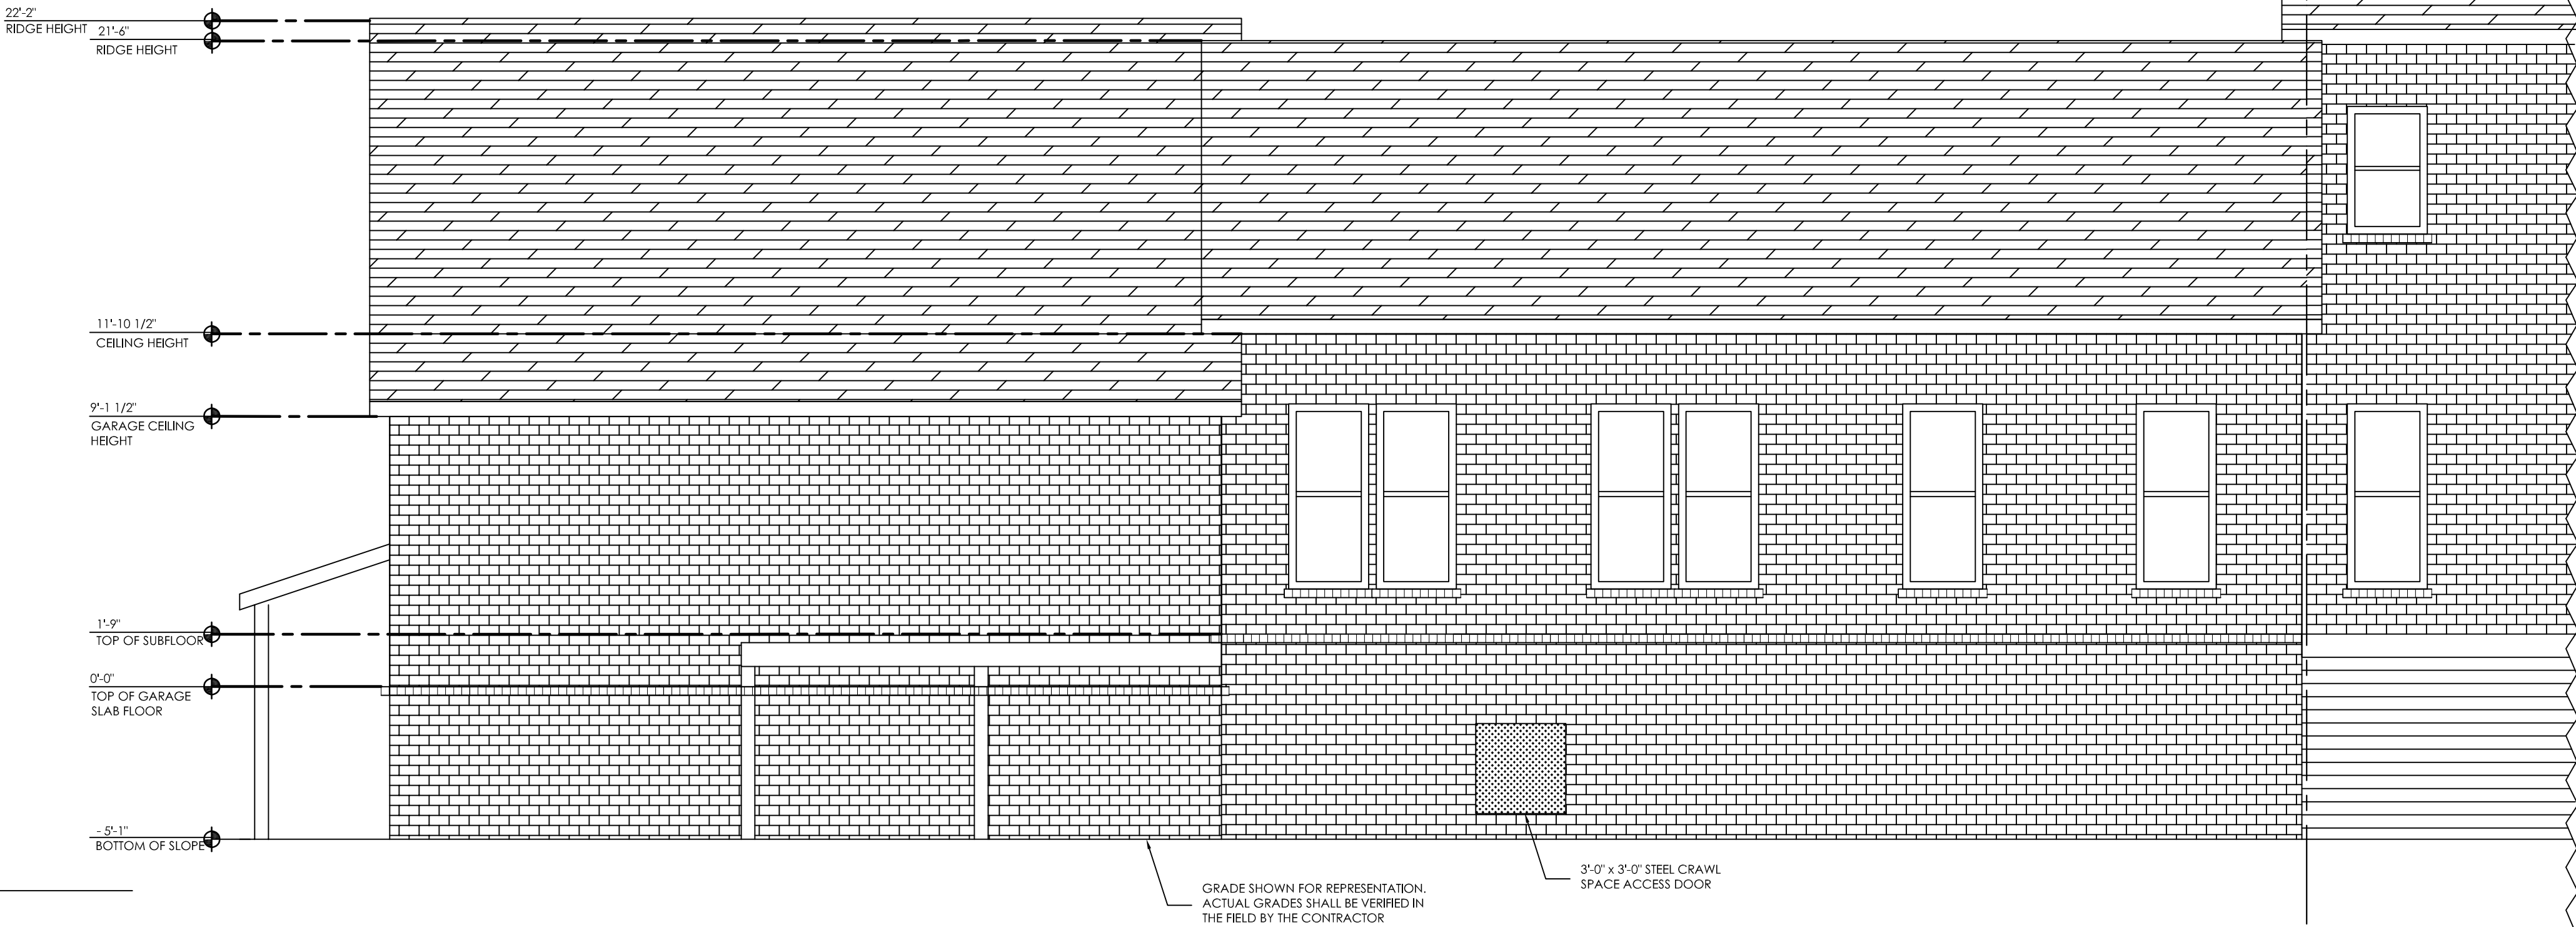 22'-2"
RIDGE HEIGHT
21'-6"
RIDGE HEIGHT
11'-10 1/2"
CEILING HEIGHT
9'-1 1/2"
GARAGE CEILING
HEIGHT
1'-9"
TOP OF SUBFLOOR
0'-0"
TOP OF GARAGE
SLAB FLOOR
- 5'-1"
BOTTOM OF SLOPE
GRADE SHOWN FOR REPRESENTATION.
ACTUAL GRADES SHALL BE VERIFIED IN
THE FIELD BY THE CONTRACTOR
3'-0" x 3'-0" STEEL CRAWL
SPACE ACCESS DOOR